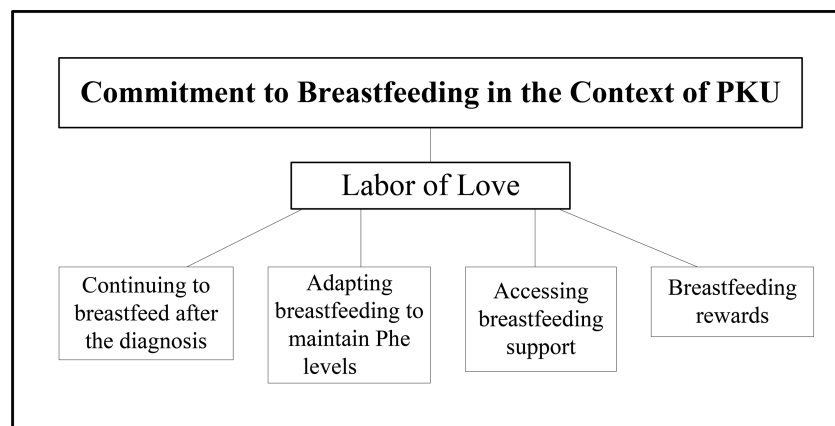 Commitment to Breastfeeding in the Context of PKU
Labor of Love
Continuing to
breastfeed after
the diagnosis
Adapting
breastfeeding to
maintain Phe
levels
Accessing
breastfeeding
support
Breastfeeding
rewards